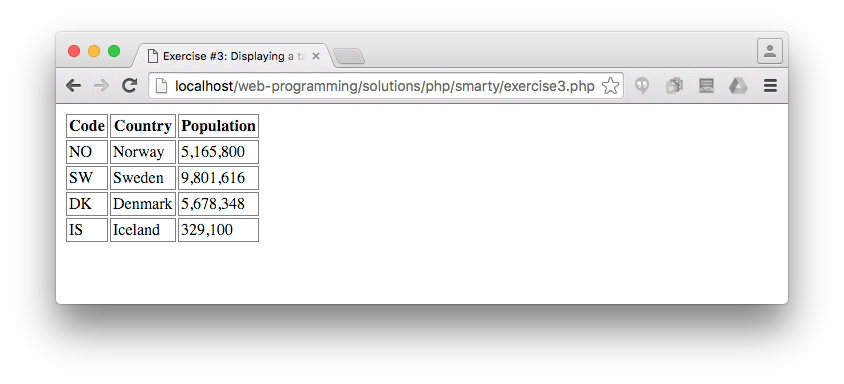 Exercise #3: Displaying a ta
localhost/web-programming/solutions/php/smarty/exercise3.php
Code Country Population
NO Norway 5,165,800
SW Sweden 9,801,616
DK Denmark 5,678,348
IS Iceland 329,100